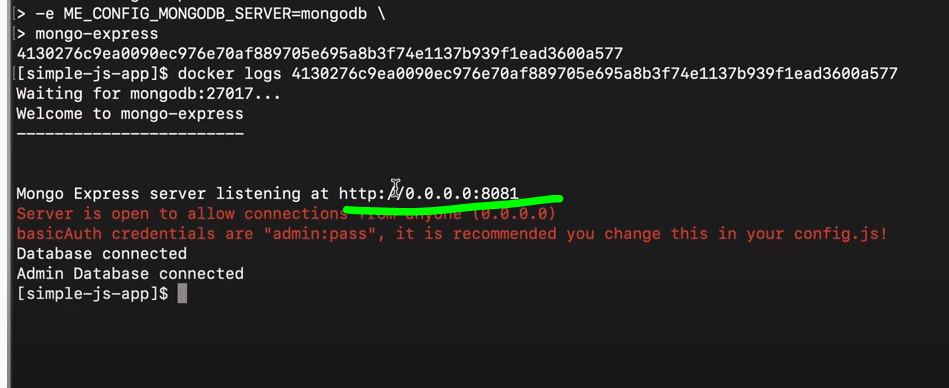 [> -e ME_CONFIG_MONGODB_SERVER=mongodb \
[> mongo-express
4130276c9ea0090ec976e70af889705e695a8b3f74e1137b939f1ead3600a577
[[simple-js-app]$ docker logs 4130276c9ea0090ec976e70af889705e695a8b3f74e1137b939f1ead3600a577
Waiting for mongodb:27017...
Welcome to mongo-express
------------------------
Mongo Express server listening at http://0.0.0.0:8081
Server is open to allow connections from anyone (0.0.0.0)
basicAuth credentials are "admin:pass", it is recommended you change this in your config.js!
Database connected
Admin Database connected
[simple-js-app]$